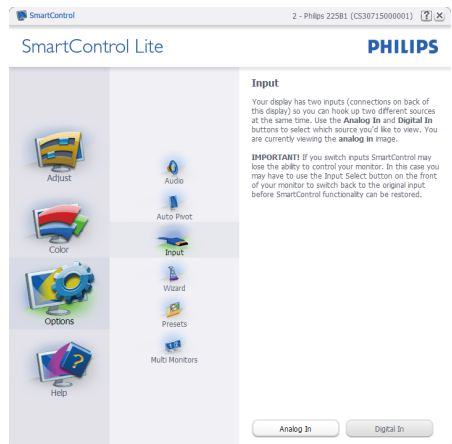 SmartControl
2 - Philips 225B1 (CS30715000001)
?
SmartControl Lite
PHILIPS
Adjust
Color
Options
Help
Audio
Auto Pivot
Input
Wizard
Presets
Multi Monitors
Input
Your display has two inputs (connections on back of
this display) so you can hook up two different sources
at the same time. Use the Analog In and Digital In
buttons to select which source you'd like to view. You
are currently viewing the analog in image.
IMPORTANT! If you switch inputs SmartControl may
lose the ability to control your monitor. In this case you
may have to use the Input Select button on the front
of your monitor to switch back to the original input
before SmartControl functionality can be restored.
Analog In
Digital In